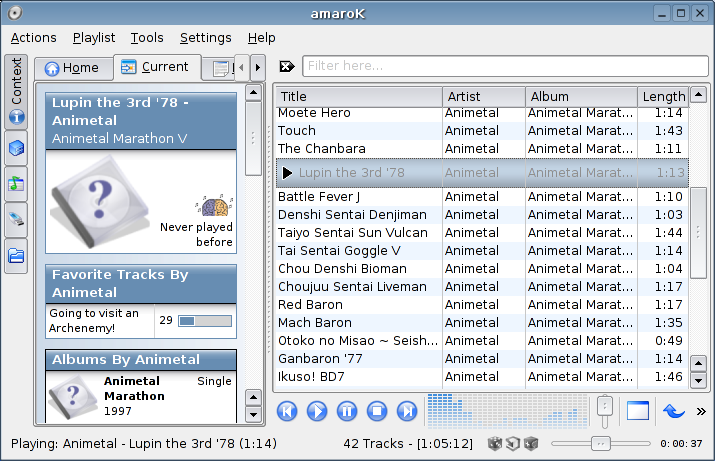 amaroK
Actions Playlist Tools Settings Help
Context
Home Current
Lupin the 3rd '78 -
Animetal
Animetal Marathon V
Never played
before
Favorite Tracks By
Animetal
Going to visit an
Archenemy!
29
Albums By Animetal
Animetal
Marathon
Single
1997
Filter here...
Title Artist Album Length
Moete Hero Animetal Animetal Marat... 1:14
Touch Animetal Animetal Marat... 1:43
The Chanbara Animetal Animetal Marat... 1:11
Lupin the 3rd '78 1:13
Battle Fever J Animetal Animetal Marat... 1:10
Denshi Sentai Denjiman Animetal Animetal Marat... 1:03
Taiyo Sentai Sun Vulcan Animetal Animetal Marat... 1:44
Tai Sentai Goggle V Animetal Animetal Marat... 1:14
Chou Denshi Bioman Animetal Animetal Marat... 1:04
Choujuu Sentai Liveman Animetal Animetal Marat... 1:17
Red Baron Animetal Animetal Marat... 1:17
Mach Baron Animetal Animetal Marat... 1:35
Otoko no Misao ~ Seish... Animetal Animetal Marat... 0:49
Ganbaron '77 Animetal Animetal Marat... 1:14
Ikuso! BD7 Animetal Animetal Marat... 1:46
Playing: Animetal - Lupin the 3rd '78 (1:14) 42 Tracks - [1:05:12] 0:00:37